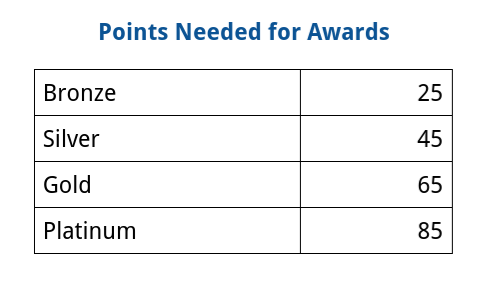 Points Needed for Awards
Bronze 25
Silver 45
Gold 65
Platinum 85